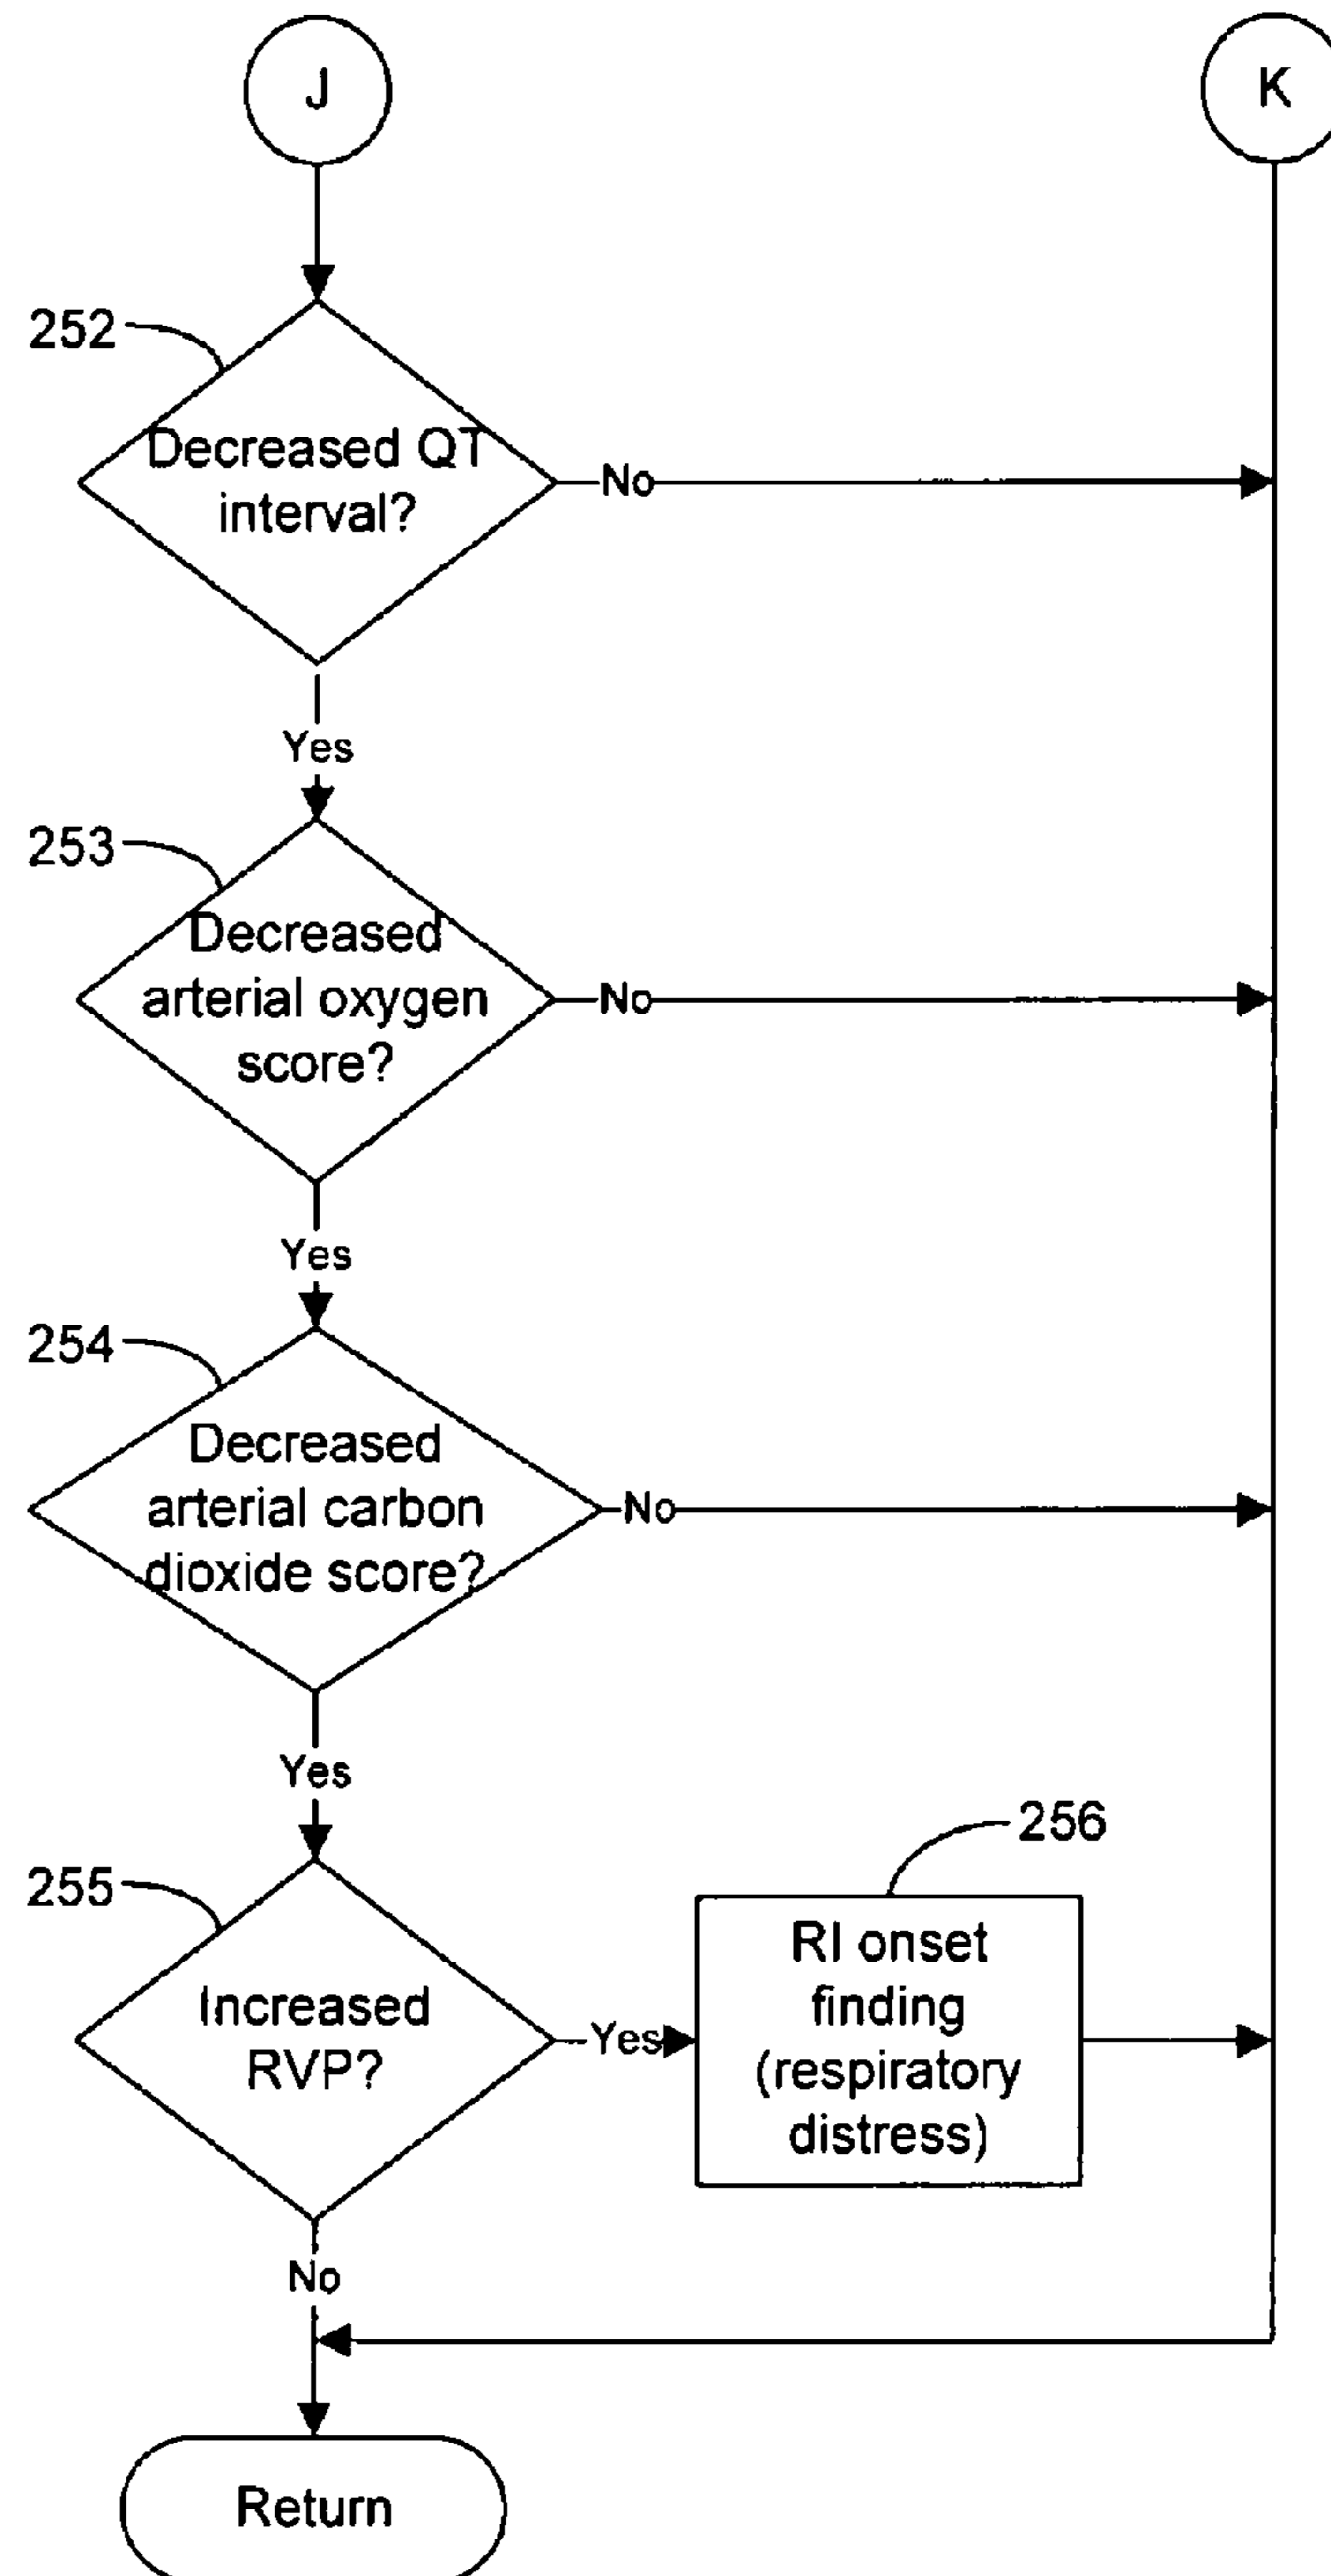 J
K
252
Decreased QT
interval?
No
Yes
253
Decreased
arterial oxygen
score?
No
Yes
254
Decreased
arterial carbon
dioxide score?
No
Yes
255
Increased
RVP?
Yes
256
RI onset
finding
(respiratory
distress)
No
Return